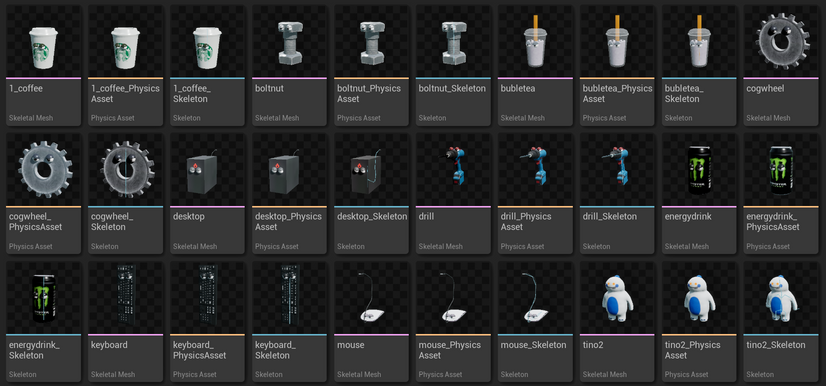 1_coffee
Skeletal Mesh
1_coffee_Physics
Asset
Physics Asset
1_coffee_
Skeleton
Skeleton
boltnut
Skeletal Mesh
boltnut_Physics
Asset
Physics Asset
boltnut_Skeleton
Skeleton
bubletea
Skeletal Mesh
bubletea_Physics
Asset
Physics Asset
bubletea_
Skeleton
Skeleton
cogwheel
Skeletal Mesh
cogwheel_
PhysicsAsset
Physics Asset
cogwheel_
Skeleton
Skeleton
desktop
Skeletal Mesh
desktop_Physics
Asset
Physics Asset
desktop_Skeleton
Skeleton
drill
Skeletal Mesh
drill_Physics
Asset
Physics Asset
drill_Skeleton
Skeleton
energydrink
Skeletal Mesh
energydrink_
PhysicsAsset
Physics Asset
energydrink_
Skeleton
Skeleton
keyboard
Skeletal Mesh
keyboard_
PhysicsAsset
Physics Asset
keyboard_
Skeleton
Skeleton
mouse
Skeletal Mesh
mouse_Physics
Asset
Physics Asset
mouse_Skeleton
Skeleton
tino2
Skeletal Mesh
tino2_Physics
Asset
Physics Asset
tino2_Skeleton
Skeleton